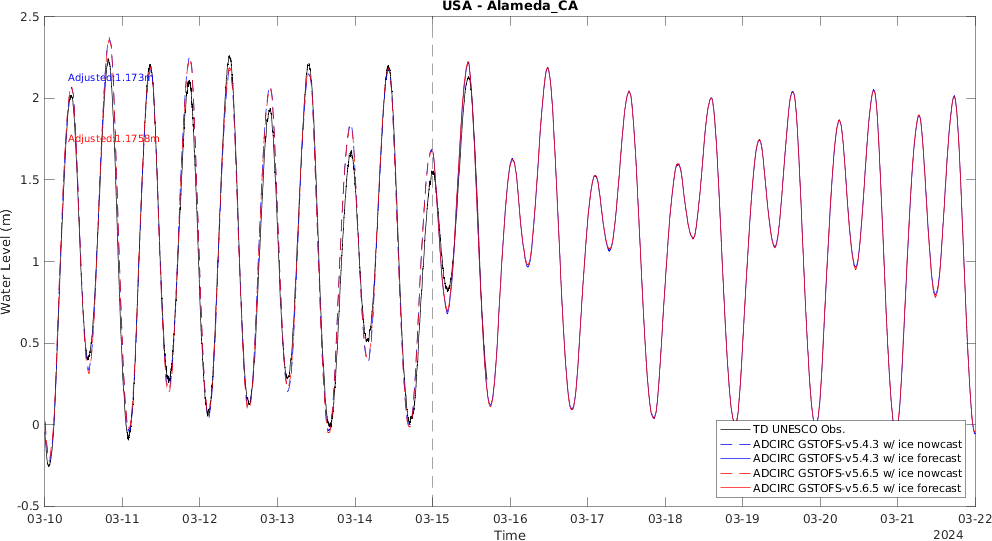 USA - Alameda_CA
2.5
2
1.5
1
0.5
0
-0.5
Water Level (m)
Adjusted:1.173m
Adjusted:1.1758m
TD UNESCO Obs.
ADCIRC GSTOFS-v5.4.3 w/ ice nowcast
ADCIRC GSTOFS-v5.4.3 w/ ice forecast
ADCIRC GSTOFS-v5.6.5 w/ ice nowcast
ADCIRC GSTOFS-v5.6.5 w/ ice forecast
03-10 03-11 03-12 03-13 03-14 03-15 03-16 03-17 03-18 03-19 03-20 03-21 03-22
Time
2024